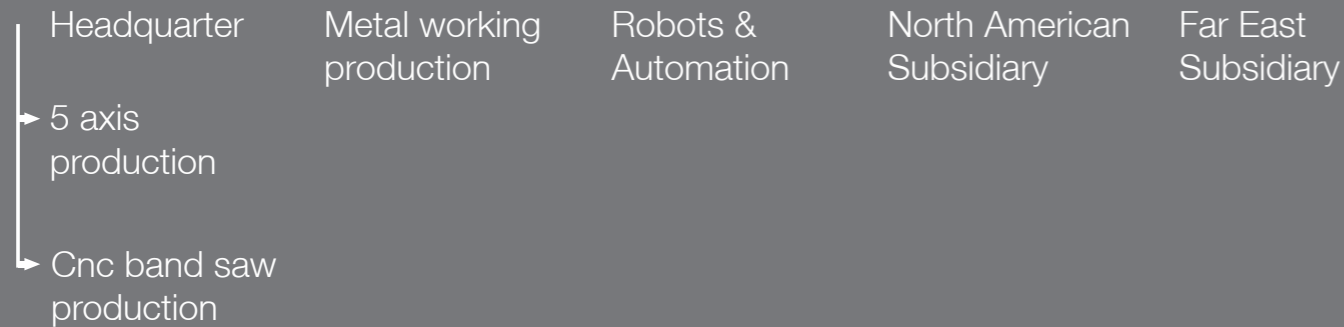 Headquarter
5 axis
production
Cnc band saw
production
Metal working
production
Robots &
Automation
North American
Subsidiary
Far East
Subsidiary